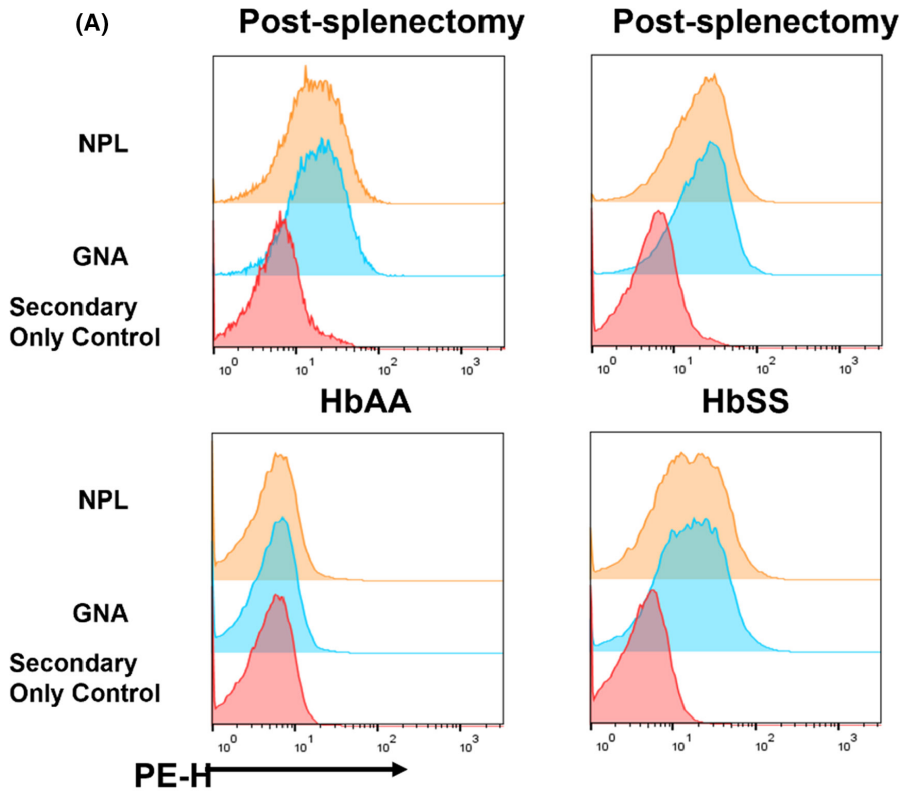 (A)
Post-splenectomy
Post-splenectomy
NPL
GNA
Secondary
Only Control
10^0 10^1 10^2 10^3
10^0 10^1 10^2 10^3
HbAA
HbSS
NPL
GNA
Secondary
Only Control
10^0 10^1 10^2 10^3
10^0 10^1 10^2 10^3
PE-H